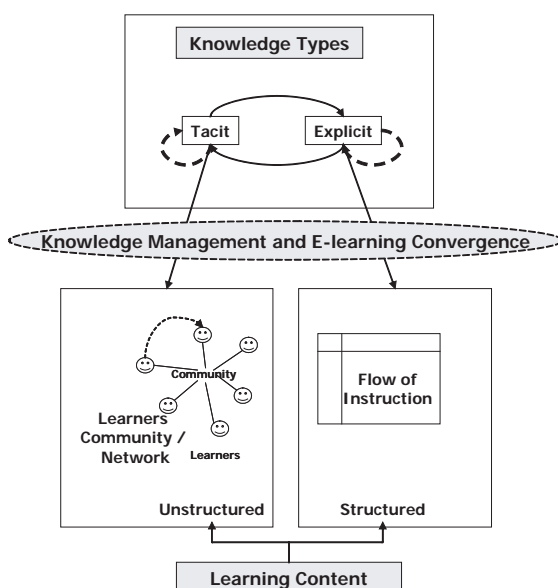 Knowledge Types
Tacit
Explicit
Knowledge Management and E-learning Convergence
Community
Learners
Community /
Network
Learners
Unstructured
Flow of
Instruction
Structured
Learning Content